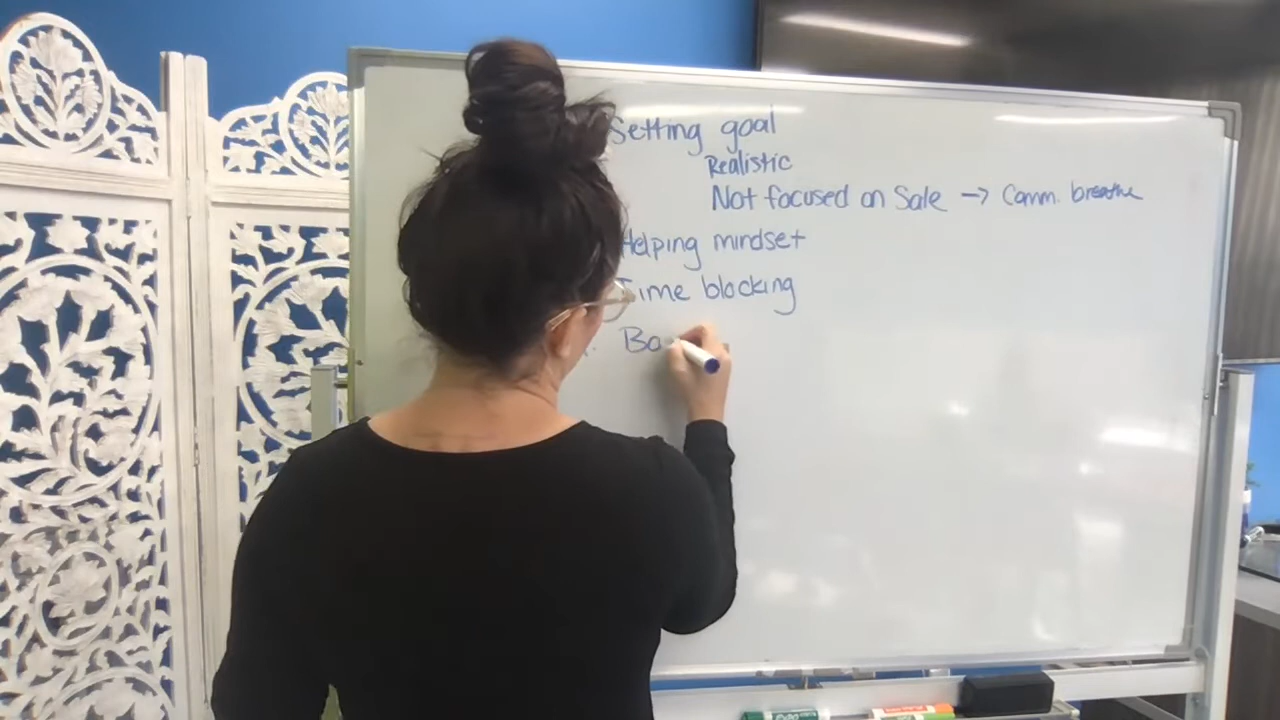 Setting goal
Realistic
Not focused on Sale → Comm. breathe
Helping mindset
Time blocking
Bo